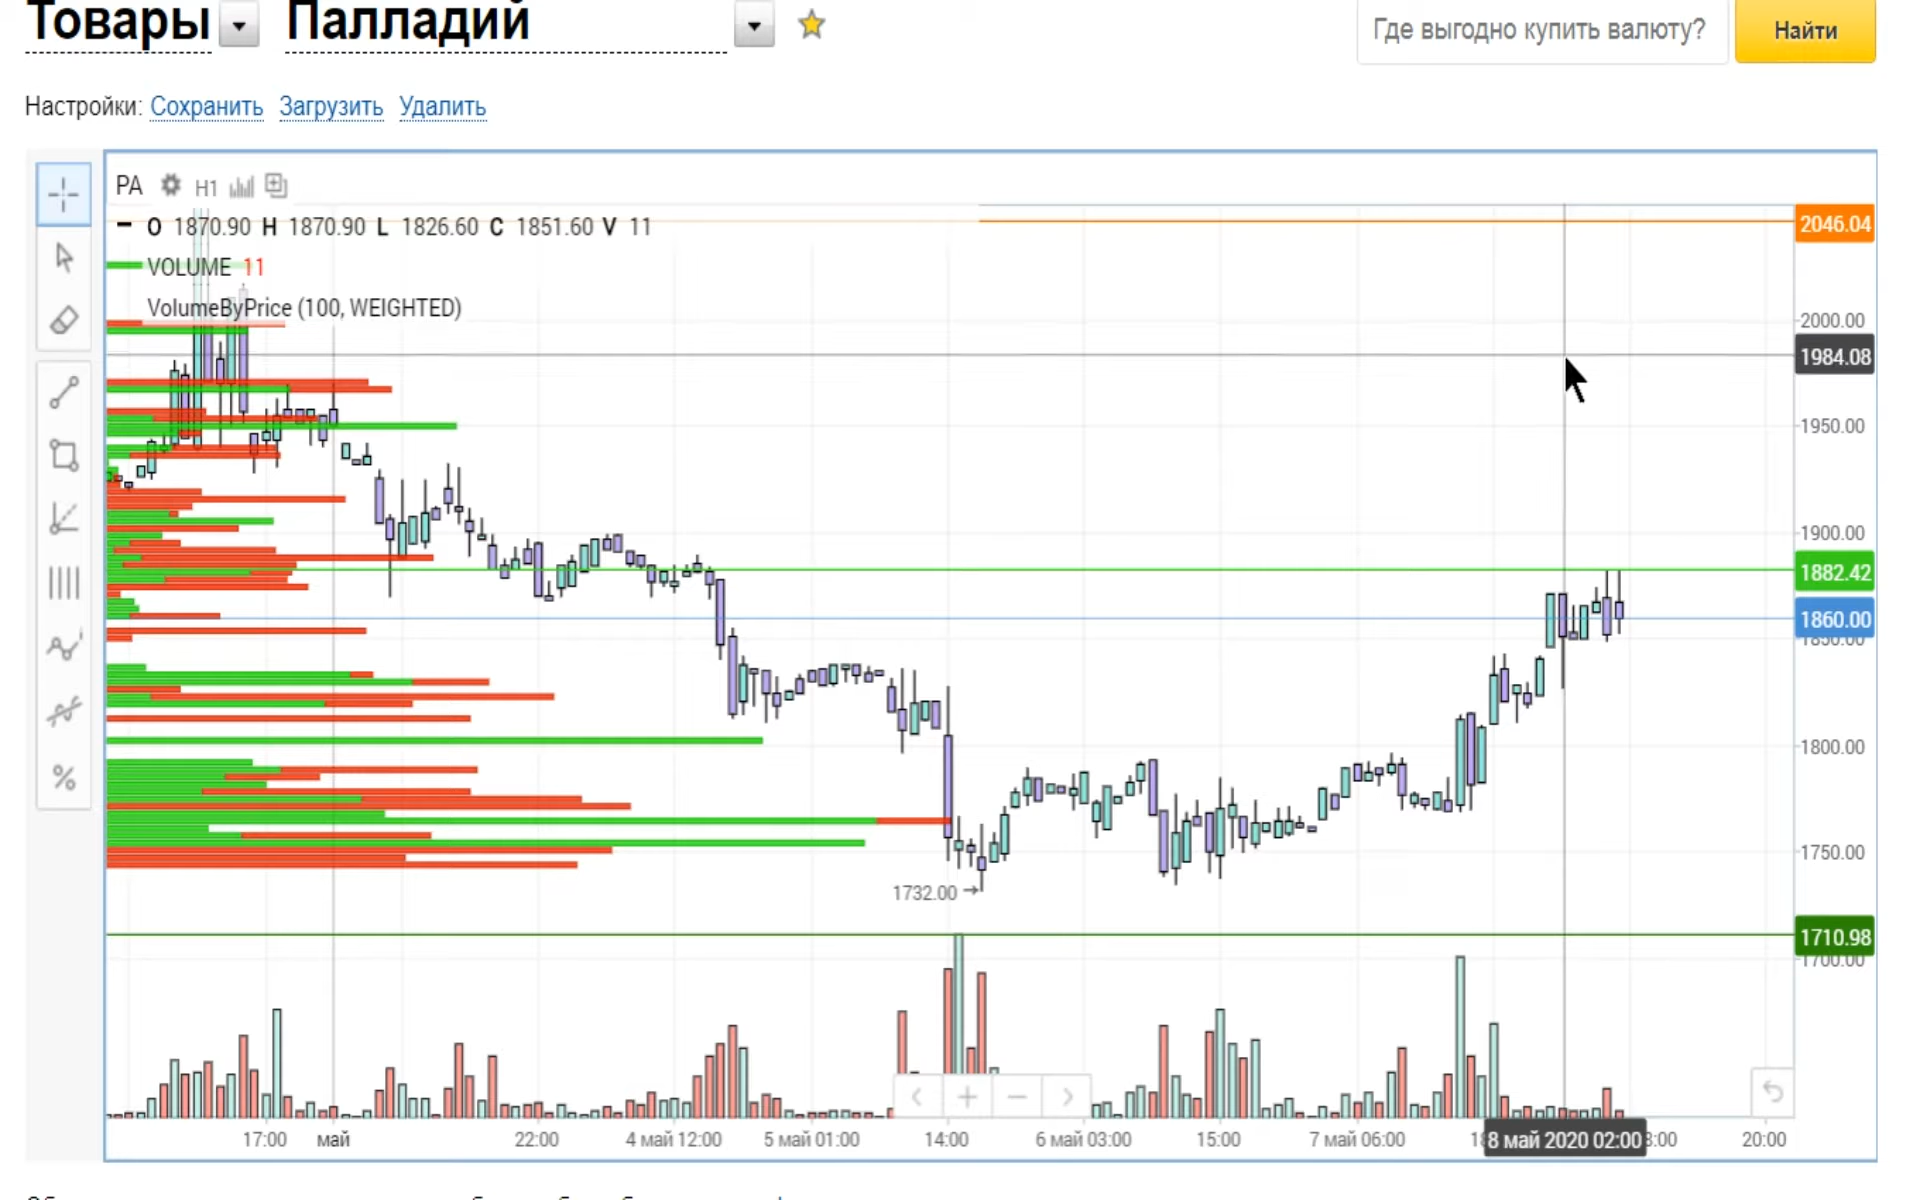 Товары Палладий Где выгодно купить валюту? Найти
Настройки: Сохранить Загрузить Удалить
PA H1
O 1870.90 H 1870.90 L 1826.60 C 1851.60 V 11
VOLUME 11
VolumeByPrice (100, WEIGHTED)
2046.04
2000.00
1984.08
1950.00
1900.00
1882.42
1860.00
1850.00
1800.00
1750.00
1732.00
1710.98
1700.00
17:00 май 22:00 4 май 12:00 5 май 01:00 14:00 6 май 03:00 15:00 7 май 06:00 8 май 2020 02:00 20:00